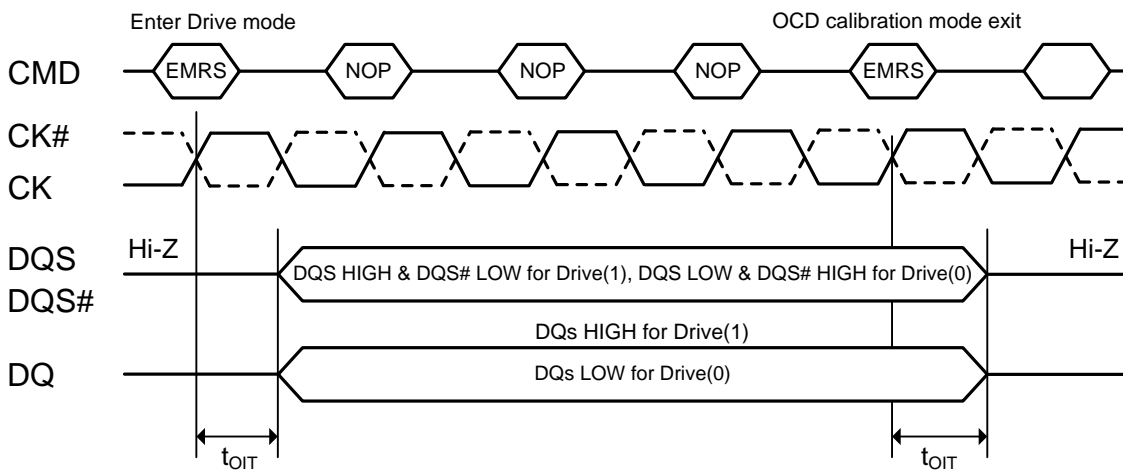 Enter Drive mode OCD calibration mode exit
CMD EMRS NOP NOP NOP EMRS
CK#
CK
Hi-Z Hi-Z
DQS DQS HIGH & DQS# LOW for Drive(1), DQS LOW & DQS# HIGH for Drive(0)
DQS#
DQs HIGH for Drive(1)
DQ DQs LOW for Drive(0)
tOIT tOIT